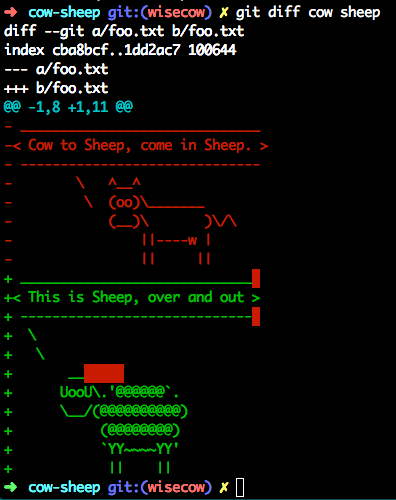 ➜  cow-sheep git:(wisecow) ✗ git diff cow sheep
diff --git a/foo.txt b/foo.txt
index cba8bcf..1dd2ac7 100644
--- a/foo.txt
+++ b/foo.txt
@@ -1,8 +1,11 @@
- ______________________________
-< Cow to Sheep, come in Sheep. >
- ------------------------------
-        \   ^__^
-         \  (oo)\_______
-            (__)\       )\/\
-                ||----w |
-                ||     ||
+ _____________________________
+< This is Sheep, over and out >
+ -----------------------------
+  \
+   \
+       __
+      UooU\.'@@@@@@`.
+      \__/(@@@@@@@@@@)
+           (@@@@@@@@)
+           `YY~~~~YY'
+            ||    ||
➜  cow-sheep git:(wisecow) ✗